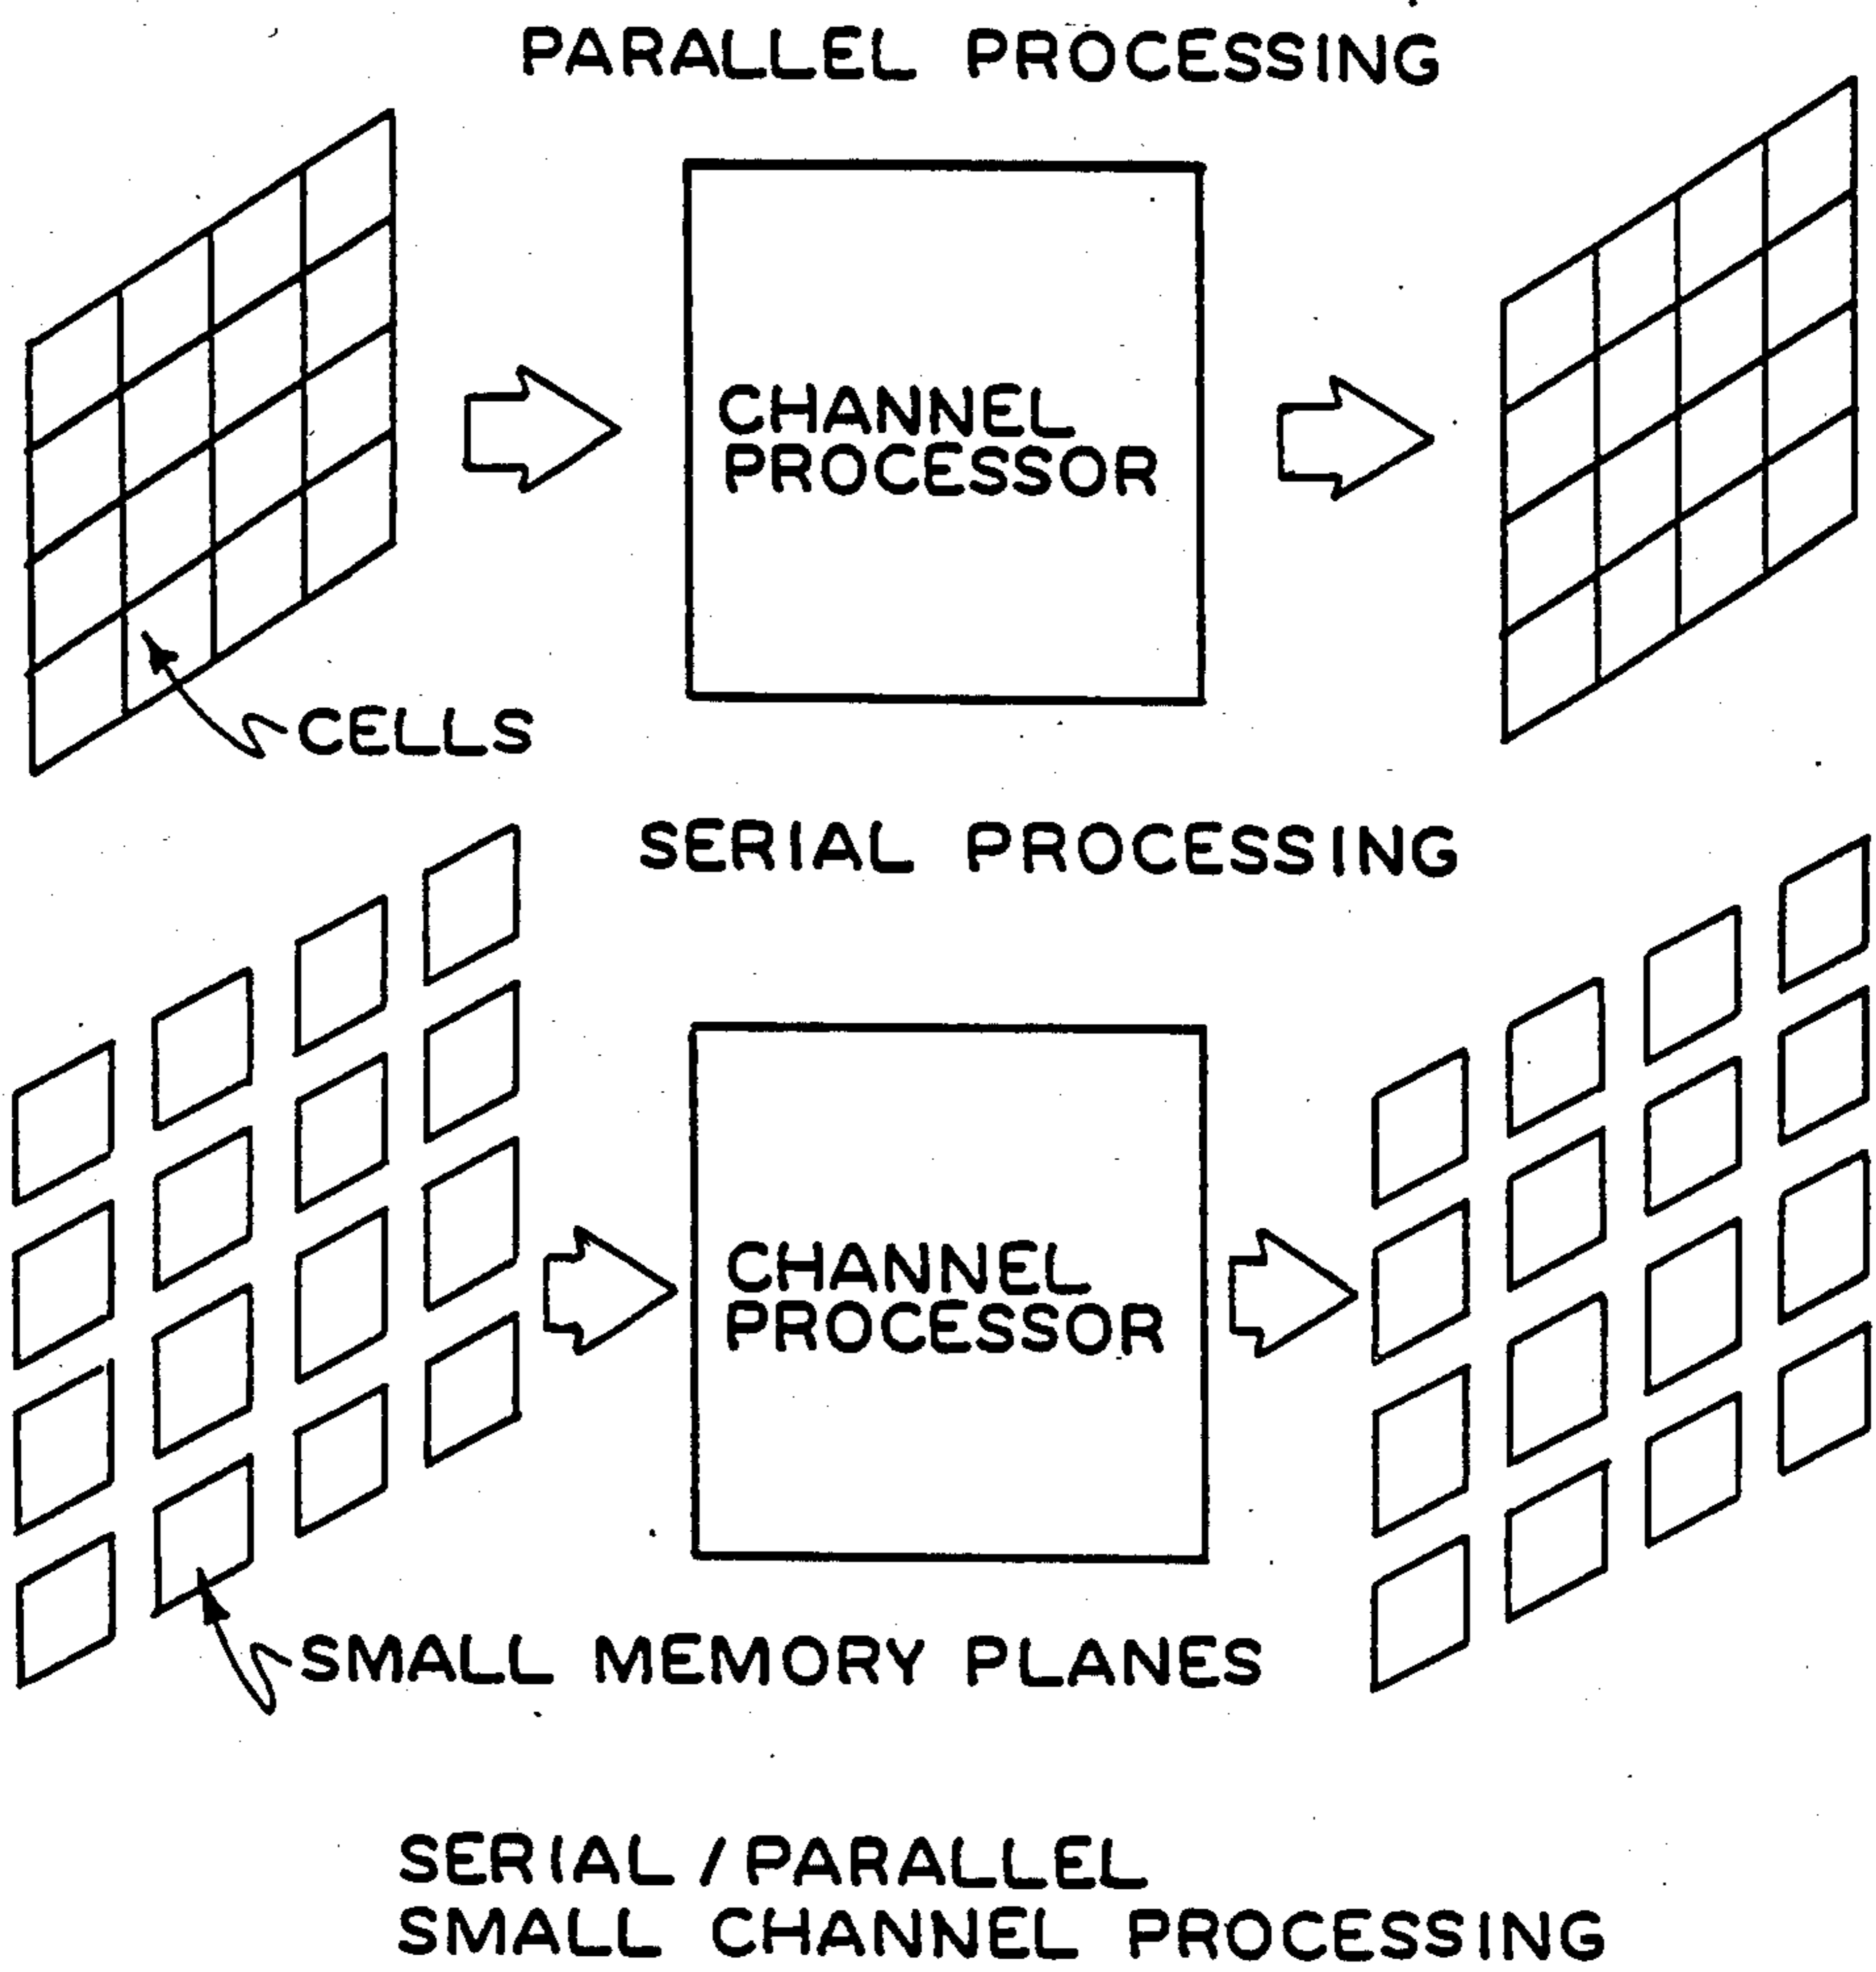 PARALLEL PROCESSING
CHANNEL
PROCESSOR
CELLS
SERIAL PROCESSING
CHANNEL
PROCESSOR
SMALL MEMORY PLANES
SERIAL / PARALLEL
SMALL CHANNEL PROCESSING